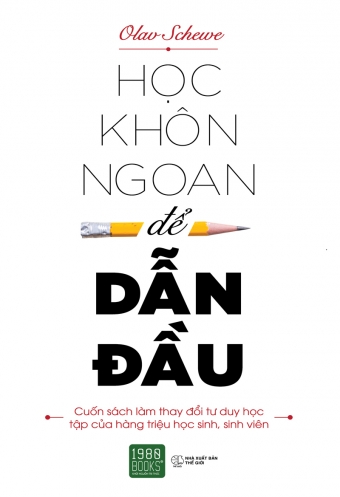 Olav Schewe
HỌC
KHÔN
NGOAN
để
DẪN
ĐẦU
Cuốn sách làm thay đổi tư duy học
tập của hàng triệu học sinh, sinh viên
1980
BOOKS
NHÀ XUẤT BẢN
THẾ GIỚI